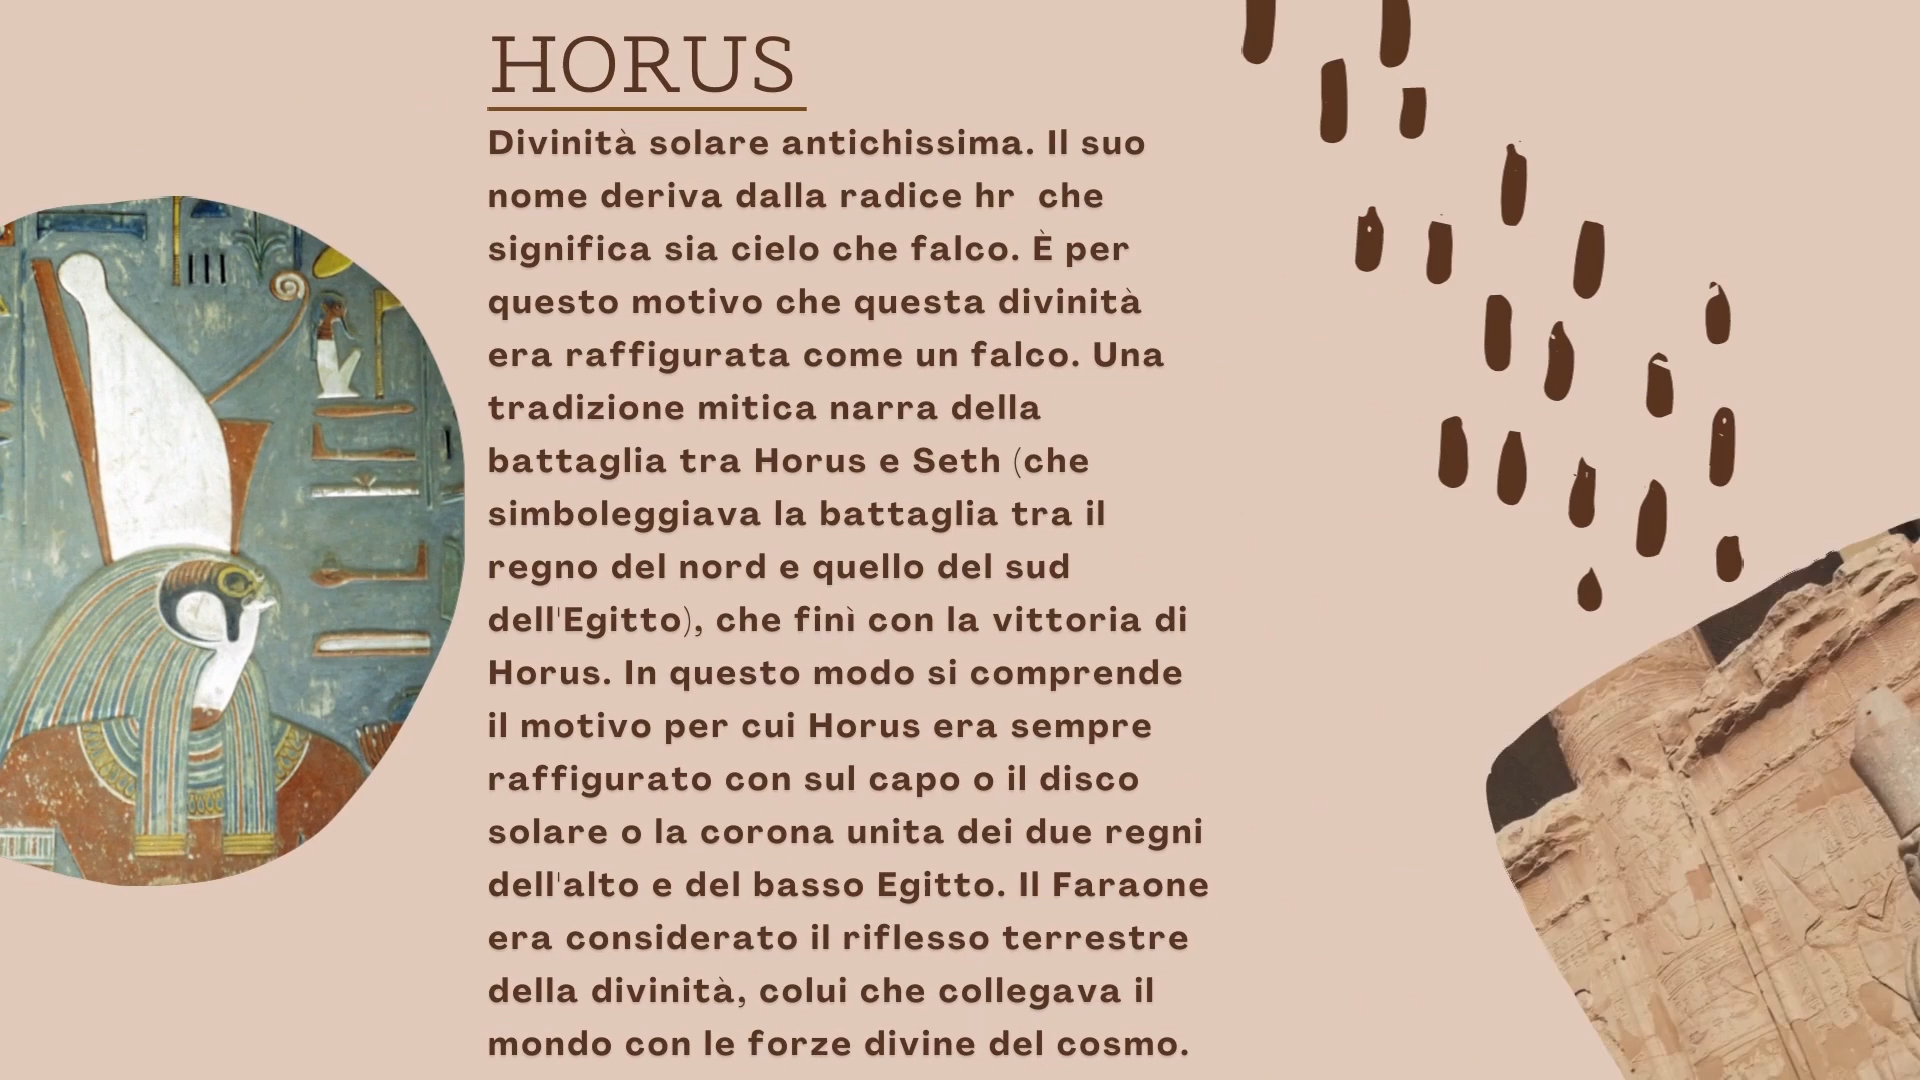 HORUS
Divinità solare antichissima. Il suo
nome deriva dalla radice hr che
significa sia cielo che falco. È per
questo motivo che questa divinità
era raffigurata come un falco. Una
tradizione mitica narra della
battaglia tra Horus e Seth (che
simboleggiava la battaglia tra il
regno del nord e quello del sud
dell'Egitto), che finì con la vittoria di
Horus. In questo modo si comprende
il motivo per cui Horus era sempre
raffigurato con sul capo o il disco
solare o la corona unita dei due regni
dell'alto e del basso Egitto. Il Faraone
era considerato il riflesso terrestre
della divinità, colui che collegava il
mondo con le forze divine del cosmo.